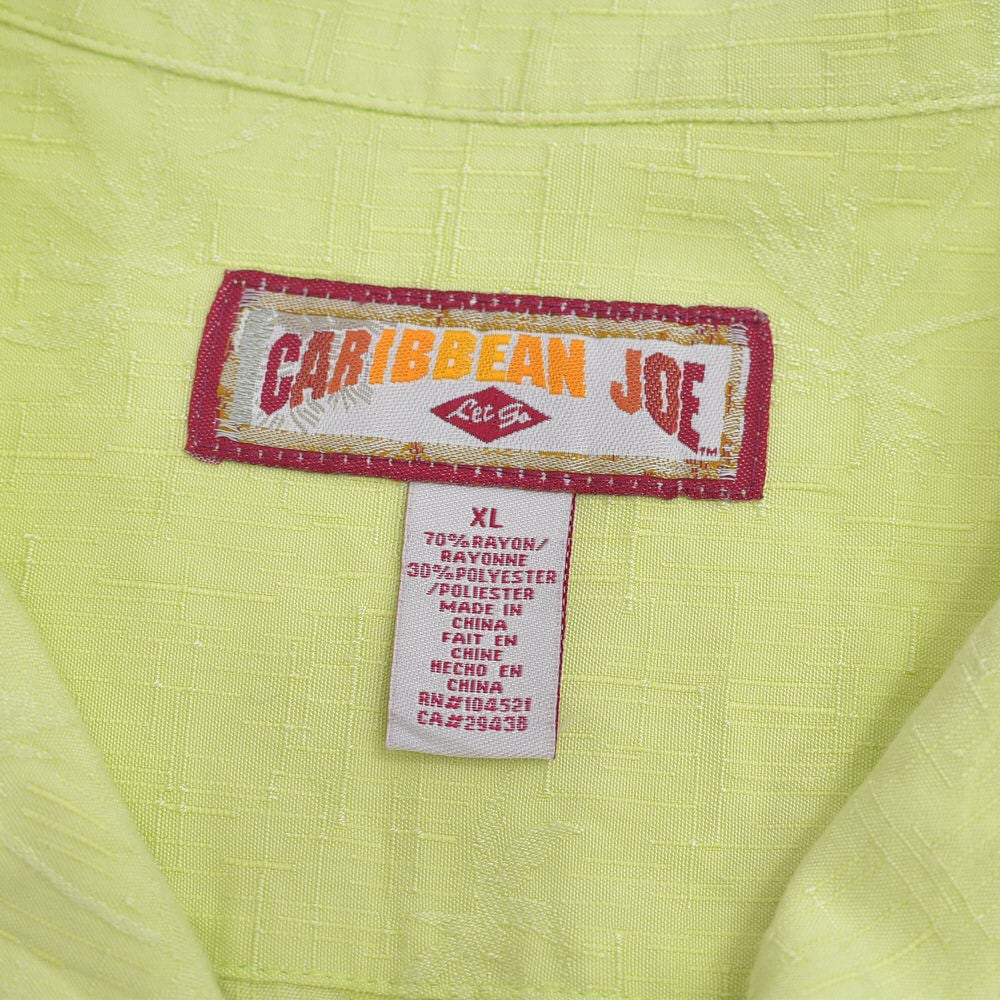 CARIBBEAN JOE
Let Go
TM
XL
70%RAYON/
RAYONNE
30%POLYESTER
/POLIESTER
MADE IN
CHINA
FAIT EN
CHINE
HECHO EN
CHINA
RN#104521
CA#29438